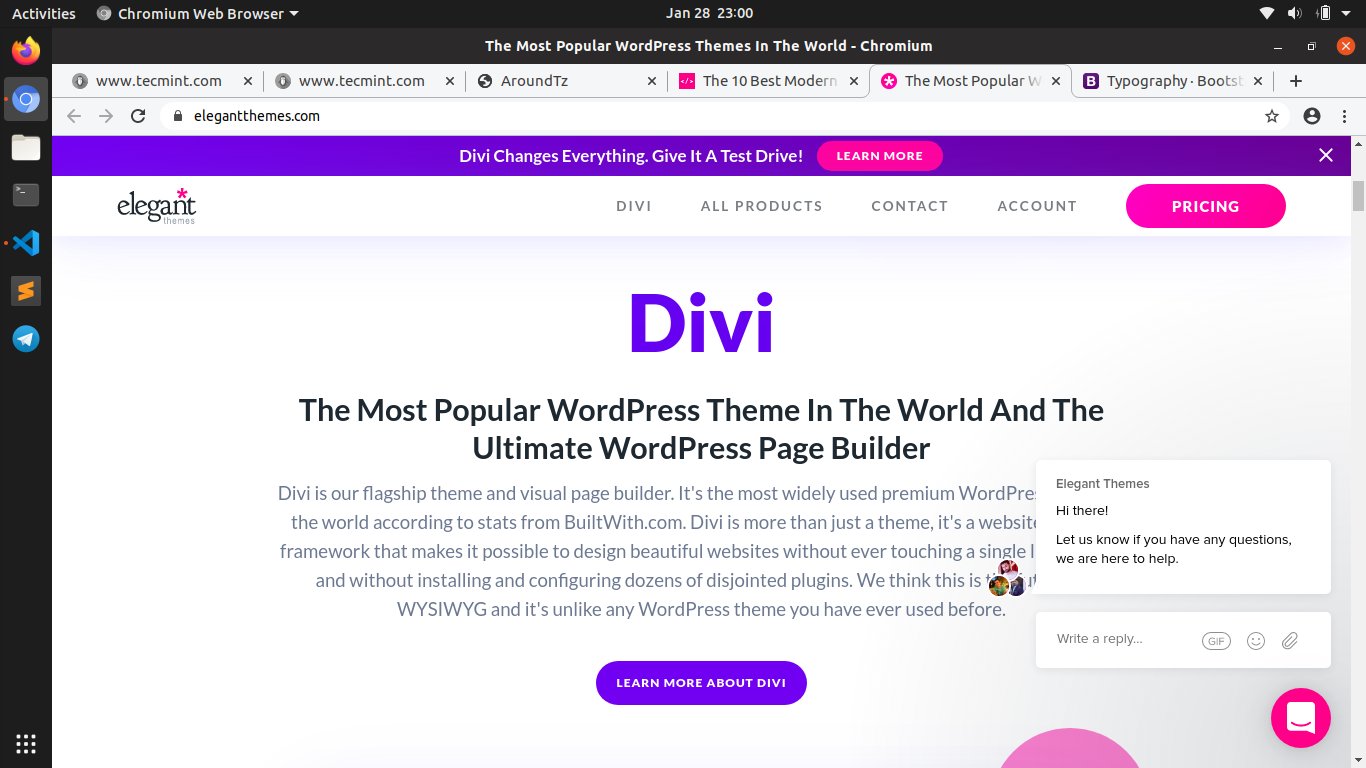 Activities
Chromium Web Browser
Jan 28 23:00
The Most Popular WordPress Themes In The World - Chromium
www.tecmint.com
www.tecmint.com
AroundTz
The 10 Best Modern
The Most Popular W
Typography · Bootst
elegantthemes.com
Divi Changes Everything. Give It A Test Drive!
LEARN MORE
elegant
themes
DIVI
ALL PRODUCTS
CONTACT
ACCOUNT
PRICING
Divi
The Most Popular WordPress Theme In The World And The
Ultimate WordPress Page Builder
Divi is our flagship theme and visual page builder. It's the most widely used premium WordPres
the world according to stats from BuiltWith.com. Divi is more than just a theme, it's a website
framework that makes it possible to design beautiful websites without ever touching a single l
and without installing and configuring dozens of disjointed plugins. We think this is
WYSIWYG and it's unlike any WordPress theme you have ever used before.
LEARN MORE ABOUT DIVI
Elegant Themes
Hi there!
Let us know if you have any questions,
we are here to help.
Write a reply...
GIF